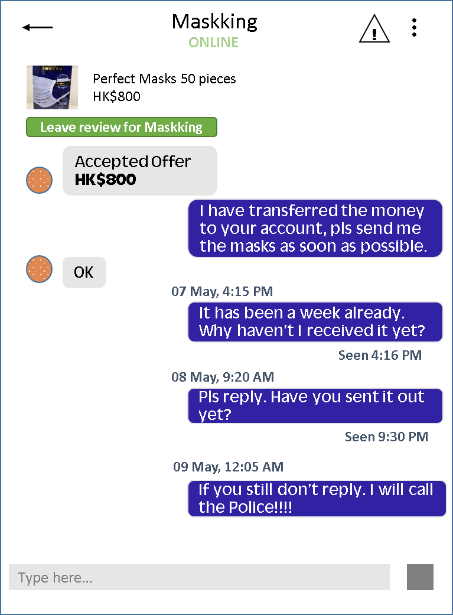 Maskking
ONLINE
Perfect Masks 50 pieces
HK$800
Leave review for Maskking
Accepted Offer
HK$800
I have transferred the money
to your account, pls send me
the masks as soon as possible.
OK
07 May, 4:15 PM
It has been a week already.
Why haven't I received it yet?
Seen 4:16 PM
08 May, 9:20 AM
Pls reply. Have you sent it out
yet?
Seen 9:30 PM
09 May, 12:05 AM
If you still don't reply. I will call
the Police!!!!
Type here...